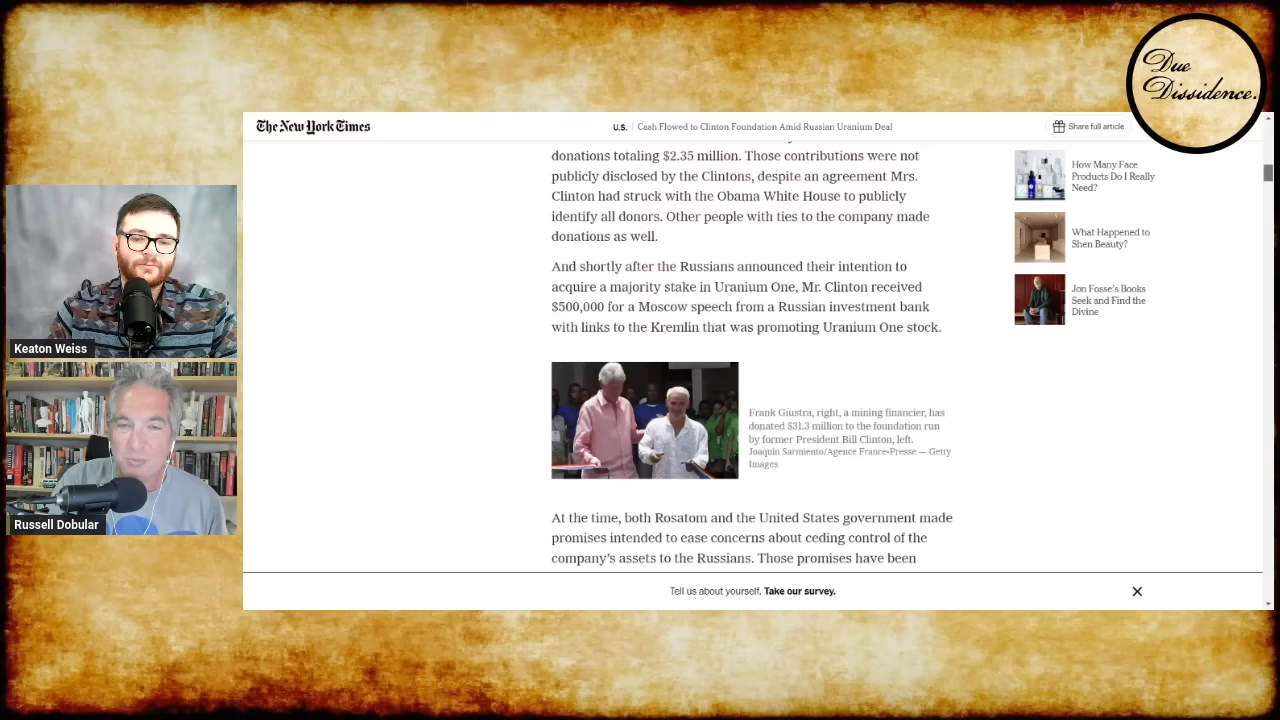 Due
Dissidence.
The New York Times
U.S. | Cash Flowed to Clinton Foundation Amid Russian Uranium Deal
Share full article
donations totaling $2.35 million. Those contributions were not
publicly disclosed by the Clintons, despite an agreement Mrs.
Clinton had struck with the Obama White House to publicly
identify all donors. Other people with ties to the company made
donations as well.
And shortly after the Russians announced their intention to
acquire a majority stake in Uranium One, Mr. Clinton received
$500,000 for a Moscow speech from a Russian investment bank
with links to the Kremlin that was promoting Uranium One stock.
Frank Giustra, right, a mining financier, has
donated $31.3 million to the foundation run
by former President Bill Clinton, left.
Joaquin Sarmiento/Agence France-Presse — Getty
Images
At the time, both Rosatom and the United States government made
promises intended to ease concerns about ceding control of the
company's assets to the Russians. Those promises have been
How Many Face
Products Do I Really
Need?
What Happened to
Shen Beauty?
Jon Fosse's Books
Seek and Find the
Divine
Tell us about yourself. Take our survey.
Keaton Weiss
Russell Dobular